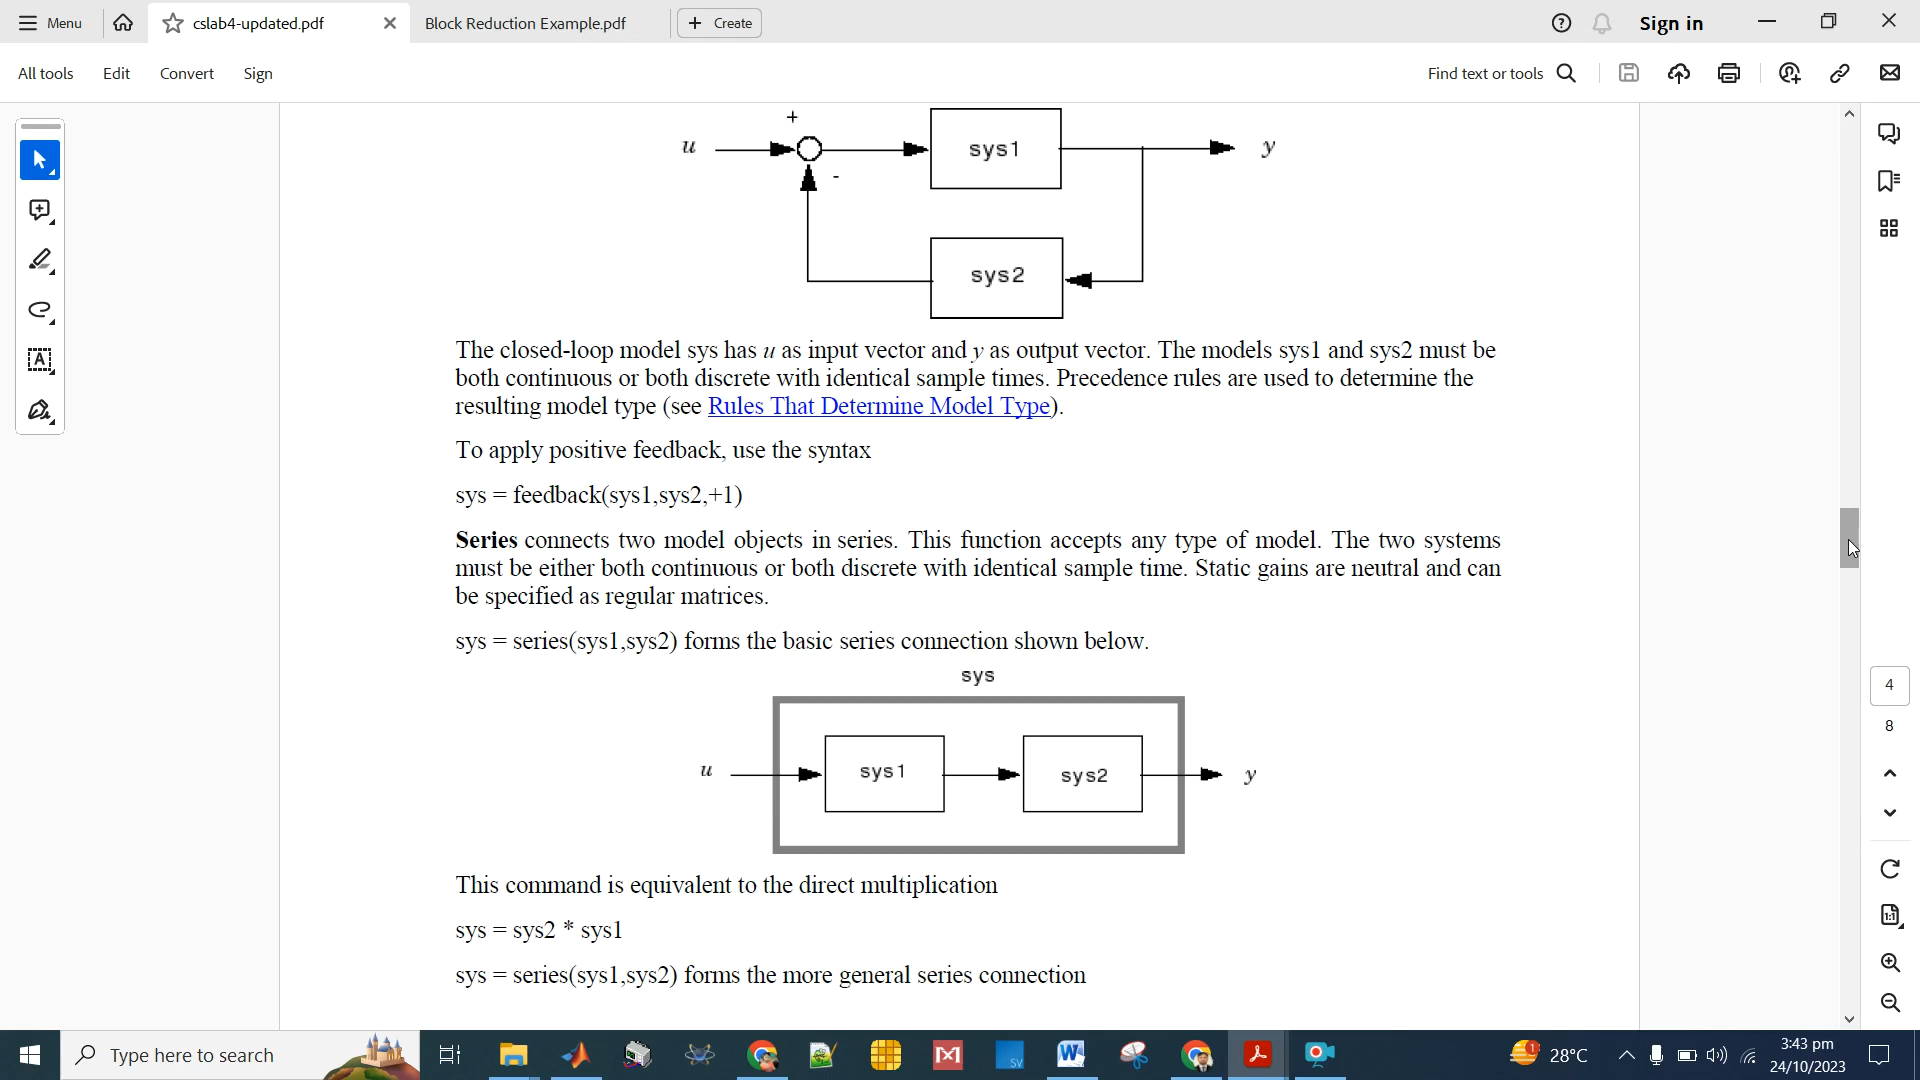 Menu
cslab4-updated.pdf
Block Reduction Example.pdf
Create
Sign in
All tools
Edit
Convert
Sign
Find text or tools
+
u
sys1
y
-
sys2
The closed-loop model sys has u as input vector and y as output vector. The models sys1 and sys2 must be
both continuous or both discrete with identical sample times. Precedence rules are used to determine the
resulting model type (see Rules That Determine Model Type).
To apply positive feedback, use the syntax
sys = feedback(sys1,sys2,+1)
Series connects two model objects in series. This function accepts any type of model. The two systems
must be either both continuous or both discrete with identical sample time. Static gains are neutral and can
be specified as regular matrices.
sys = series(sys1,sys2) forms the basic series connection shown below.
sys
u
sys1
sys2
y
This command is equivalent to the direct multiplication
sys = sys2 * sys1
sys = series(sys1,sys2) forms the more general series connection
4
8
Type here to search
SV
1
28°C
3:43 pm
24/10/2023